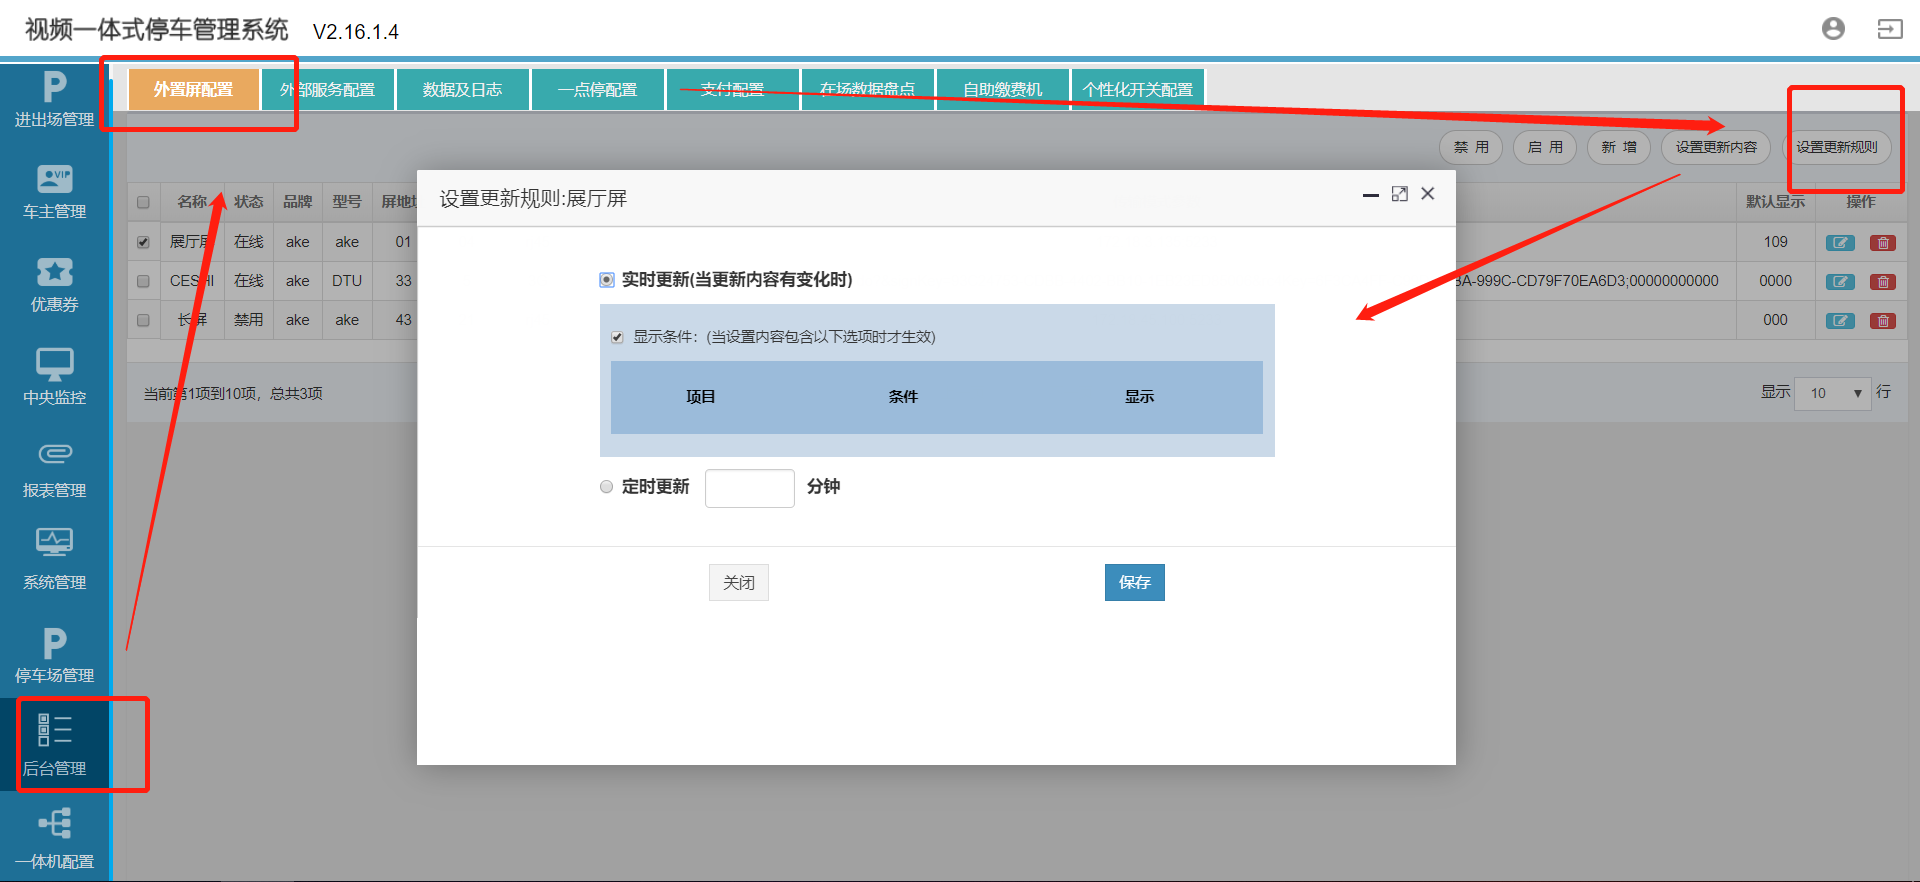 视频一体式停车管理系统 V2.16.1.4
进出场管理
车主管理
优惠券
中央监控
报表管理
系统管理
停车场管理
后台管理
一体机配置
外置屏配置 外部服务配置 数据及日志 一点停配置 支付配置 在场数据盘点 自助缴费机 个性化开关配置
禁 用 启 用 新 增 设置更新内容 设置更新规则
名称 状态 品牌 型号 屏地 默认显示 操作
展厅屏 在线 ake ake 01 109
CESHI 在线 ake DTU 33 A-999C-CD79F70EA6D3;00000000000 0000
长屏 禁用 ake ake 43 000
当前第1项到10项，总共3项 显示 10 行
设置更新规则:展厅屏
实时更新(当更新内容有变化时)
显示条件：(当设置内容包含以下选项时才生效)
项目 条件 显示
定时更新 分钟
关闭 保存